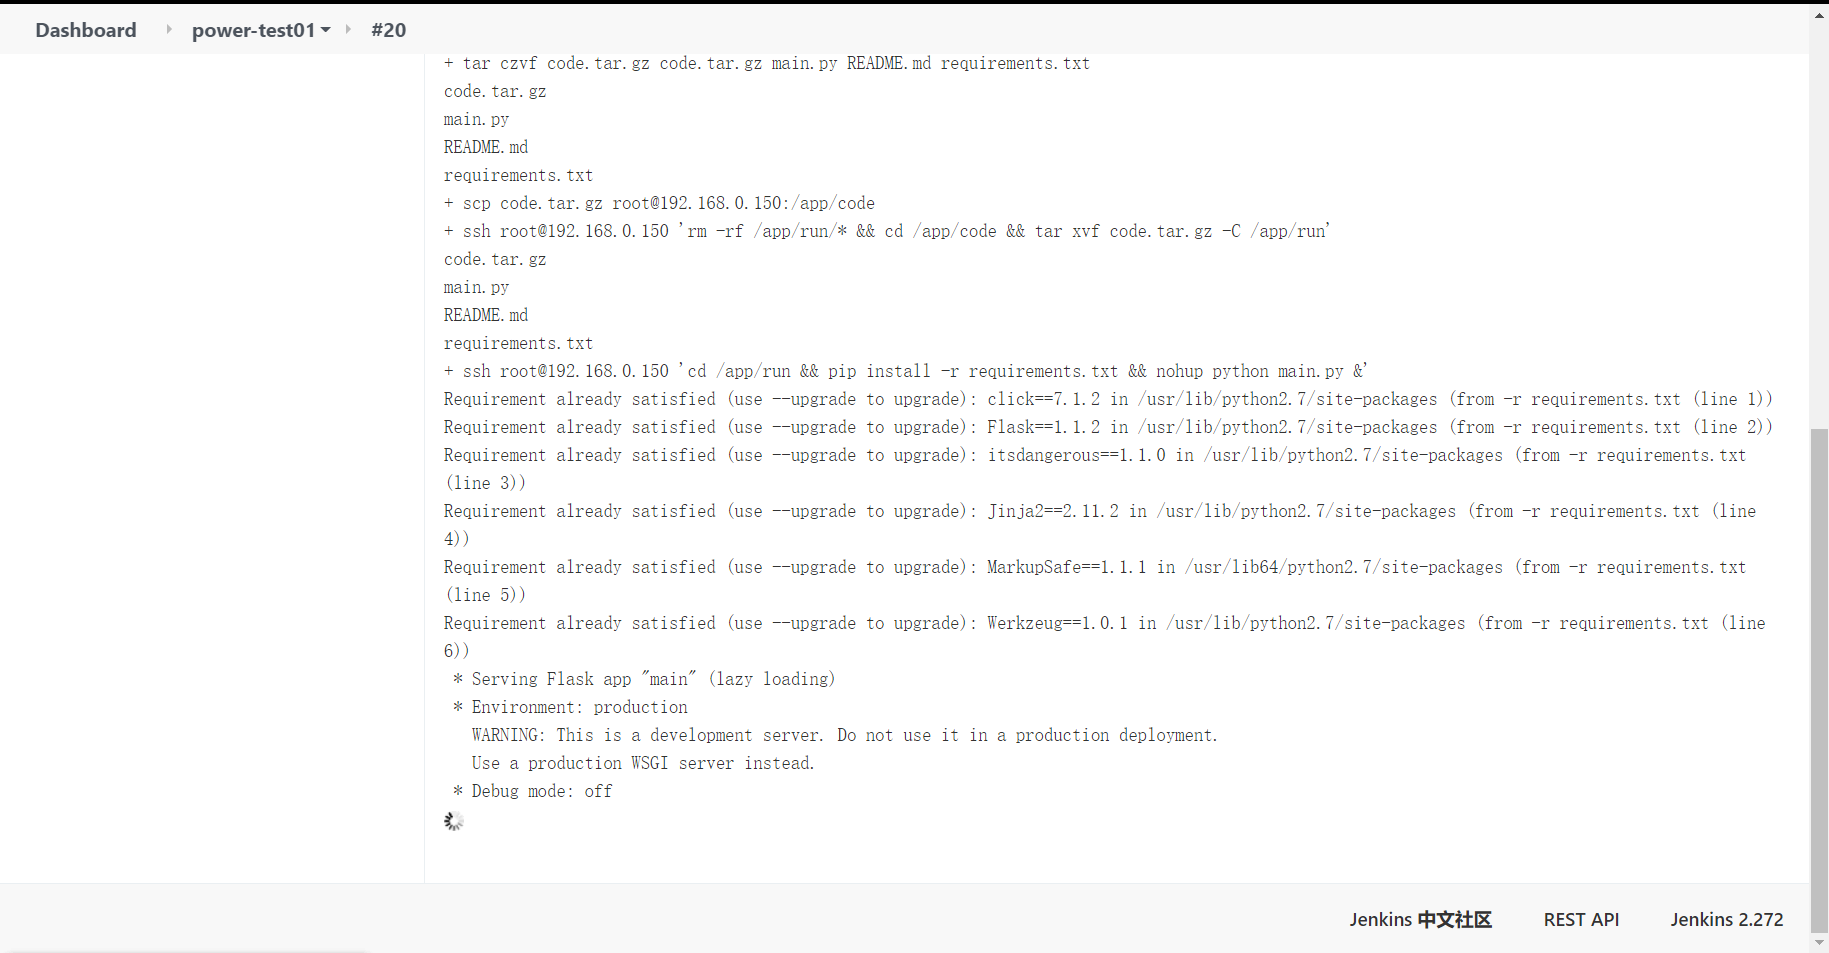 Dashboard power-test01 #20
+ tar czvf code.tar.gz code.tar.gz main.py README.md requirements.txt
code.tar.gz
main.py
README.md
requirements.txt
+ scp code.tar.gz root@192.168.0.150:/app/code
+ ssh root@192.168.0.150 'rm -rf /app/run/* && cd /app/code && tar xvf code.tar.gz -C /app/run'
code.tar.gz
main.py
README.md
requirements.txt
+ ssh root@192.168.0.150 'cd /app/run && pip install -r requirements.txt && nohup python main.py &'
Requirement already satisfied (use --upgrade to upgrade): click==7.1.2 in /usr/lib/python2.7/site-packages (from -r requirements.txt (line 1))
Requirement already satisfied (use --upgrade to upgrade): Flask==1.1.2 in /usr/lib/python2.7/site-packages (from -r requirements.txt (line 2))
Requirement already satisfied (use --upgrade to upgrade): itsdangerous==1.1.0 in /usr/lib/python2.7/site-packages (from -r requirements.txt
(line 3))
Requirement already satisfied (use --upgrade to upgrade): Jinja2==2.11.2 in /usr/lib/python2.7/site-packages (from -r requirements.txt (line
4))
Requirement already satisfied (use --upgrade to upgrade): MarkupSafe==1.1.1 in /usr/lib64/python2.7/site-packages (from -r requirements.txt
(line 5))
Requirement already satisfied (use --upgrade to upgrade): Werkzeug==1.0.1 in /usr/lib/python2.7/site-packages (from -r requirements.txt (line
6))
* Serving Flask app "main" (lazy loading)
* Environment: production
WARNING: This is a development server. Do not use it in a production deployment.
Use a production WSGI server instead.
* Debug mode: off
Jenkins 中文社区 REST API Jenkins 2.272